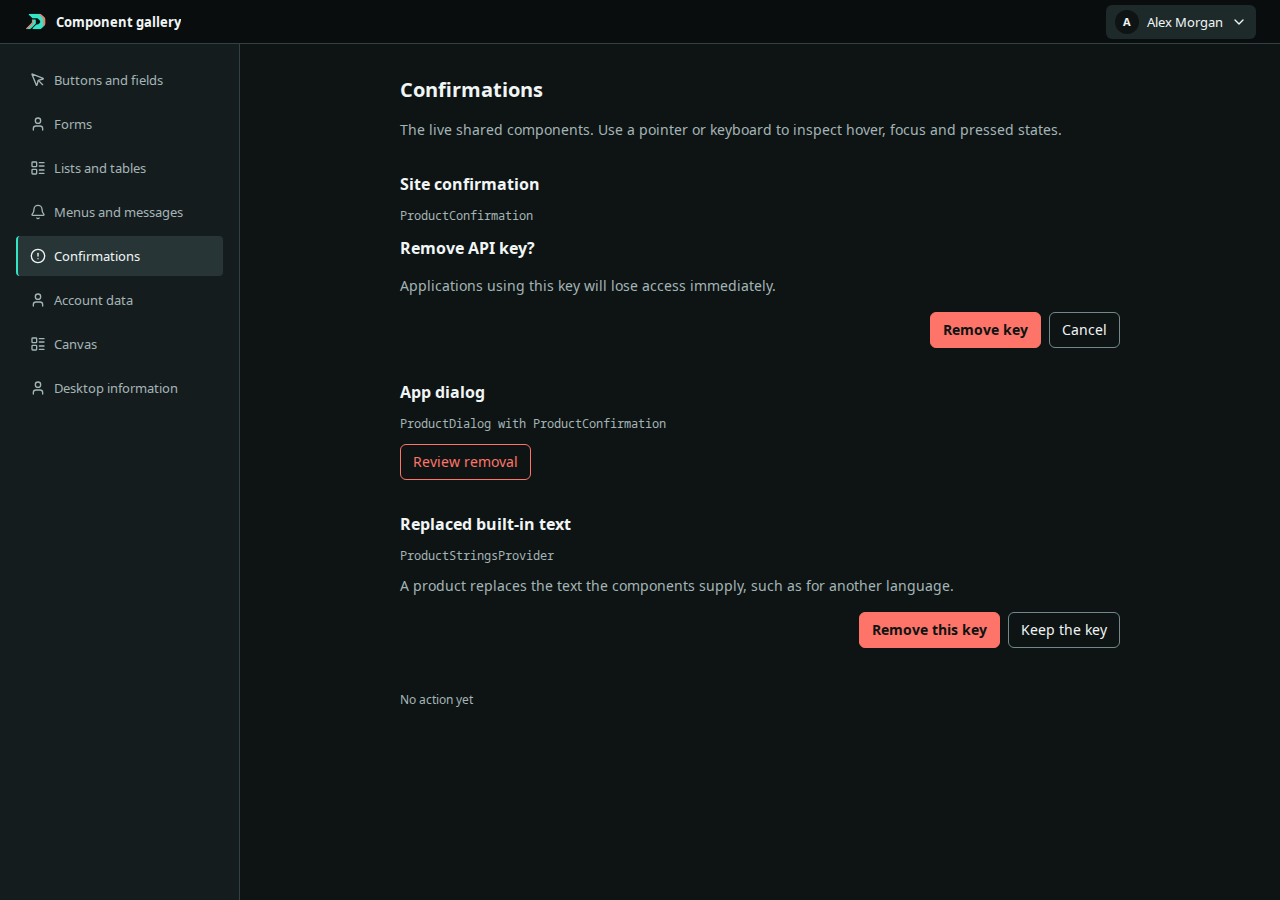 Component gallery
A
Alex Morgan
Buttons and fields
Forms
Lists and tables
Menus and messages
Confirmations
Account data
Canvas
Desktop information
Confirmations
The live shared components. Use a pointer or keyboard to inspect hover, focus and pressed states.
Site confirmation
ProductConfirmation
Remove API key?
Applications using this key will lose access immediately.
Remove key
Cancel
App dialog
ProductDialog with ProductConfirmation
Review removal
Replaced built-in text
ProductStringsProvider
A product replaces the text the components supply, such as for another language.
Remove this key
Keep the key
No action yet